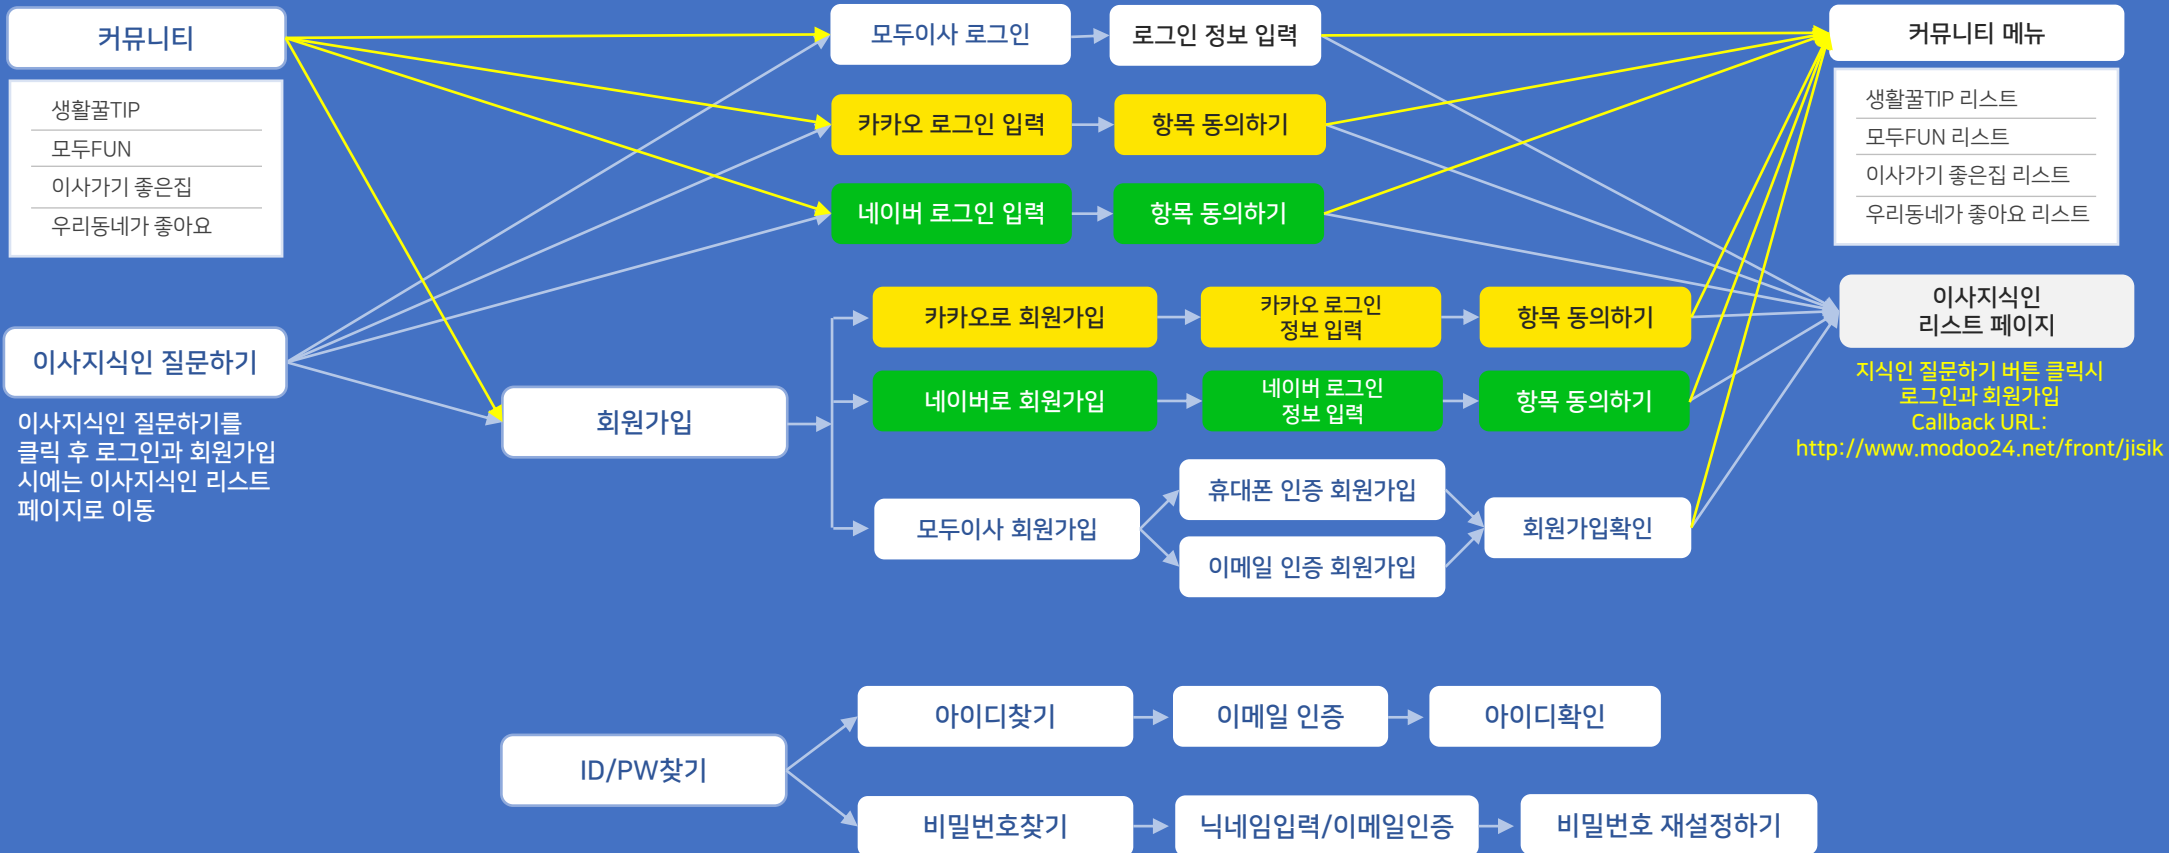 커뮤니티
생활꿀TIP
모두FUN
이사가기 좋은집
우리동네가 좋아요
이사지식인 질문하기
이사지식인 질문하기를
클릭 후 로그인과 회원가입
시에는 이사지식인 리스트
페이지로 이동
모두이사 로그인
로그인 정보 입력
카카오 로그인 입력
항목 동의하기
네이버 로그인 입력
항목 동의하기
회원가입
카카오로 회원가입
카카오 로그인
정보 입력
항목 동의하기
네이버로 회원가입
네이버 로그인
정보 입력
항목 동의하기
모두이사 회원가입
휴대폰 인증 회원가입
이메일 인증 회원가입
회원가입확인
커뮤니티 메뉴
생활꿀TIP 리스트
모두FUN 리스트
이사가기 좋은집 리스트
우리동네가 좋아요 리스트
이사지식인
리스트 페이지
지식인 질문하기 버튼 클릭시
로그인과 회원가입
Callback URL:
http://www.modoo24.net/front/jisik
ID/PW찾기
아이디찾기
이메일 인증
아이디확인
비밀번호찾기
닉네임입력/이메일인증
비밀번호 재설정하기